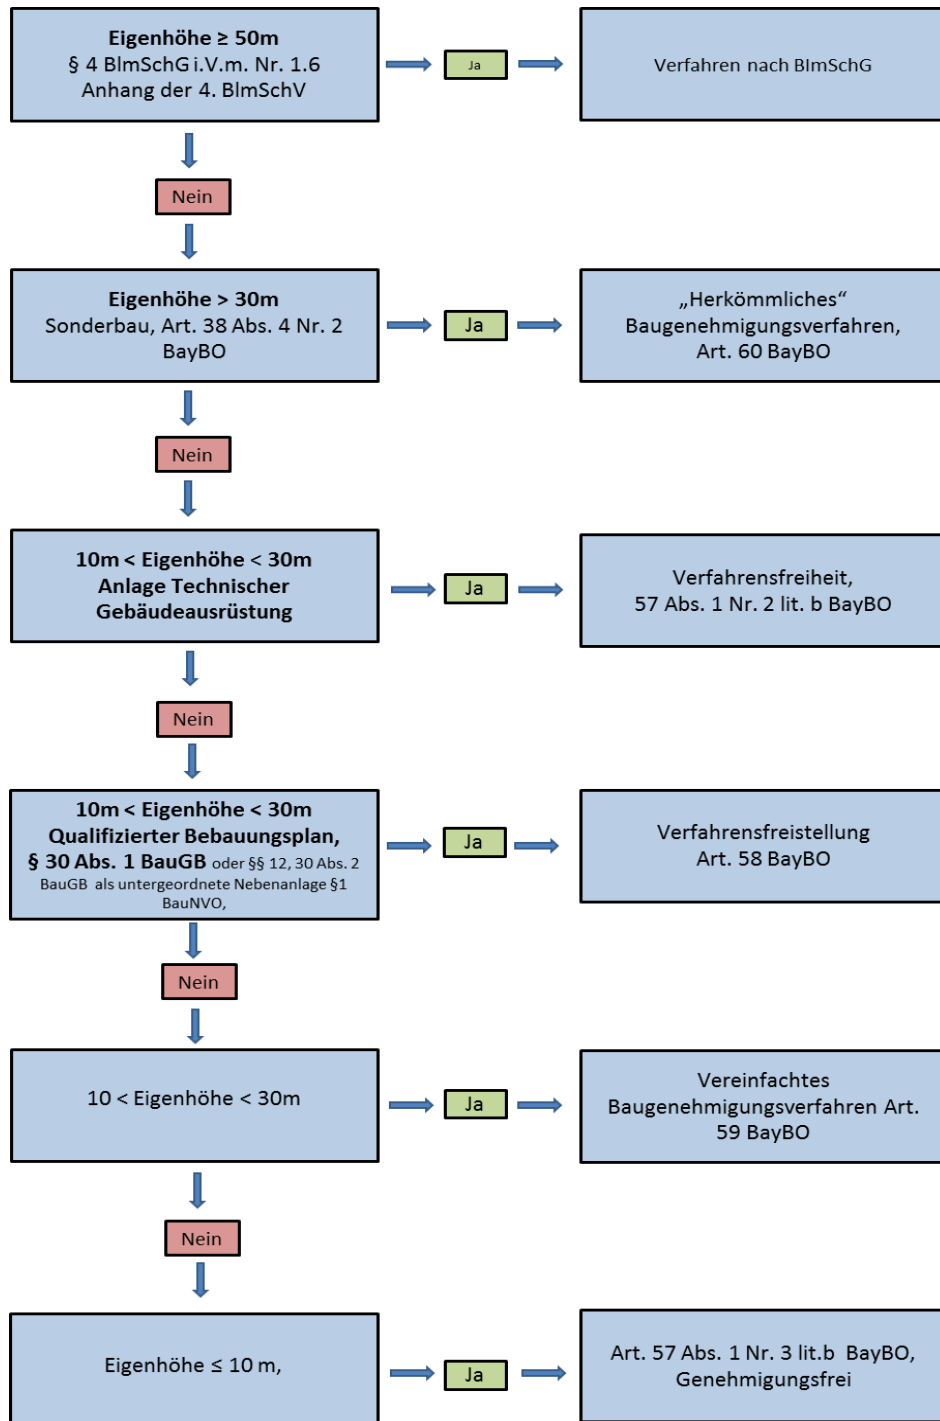 Eigenhöhe ≥ 50m
§ 4 BImSchG i.V.m. Nr. 1.6
Anhang der 4. BImSchV
Ja
Verfahren nach BImSchG
Nein
Eigenhöhe > 30m
Sonderbau, Art. 38 Abs. 4 Nr. 2
BayBO
Ja
„Herkömmliches“
Baugenehmigungsverfahren,
Art. 60 BayBO
Nein
10m < Eigenhöhe < 30m
Anlage Technischer
Gebäudeausrüstung
Ja
Verfahrensfreiheit,
57 Abs. 1 Nr. 2 lit. b BayBO
Nein
10m < Eigenhöhe < 30m
Qualifizierter Bebauungsplan,
§ 30 Abs. 1 BauGB oder §§ 12, 30 Abs. 2
BauGB als untergeordnete Nebenanlage §1
BauNVO,
Ja
Verfahrensfreistellung
Art. 58 BayBO
Nein
10 < Eigenhöhe < 30m
Ja
Vereinfachtes
Baugenehmigungsverfahren Art.
59 BayBO
Nein
Eigenhöhe ≤ 10 m,
Ja
Art. 57 Abs. 1 Nr. 3 lit.b BayBO,
Genehmigungsfrei